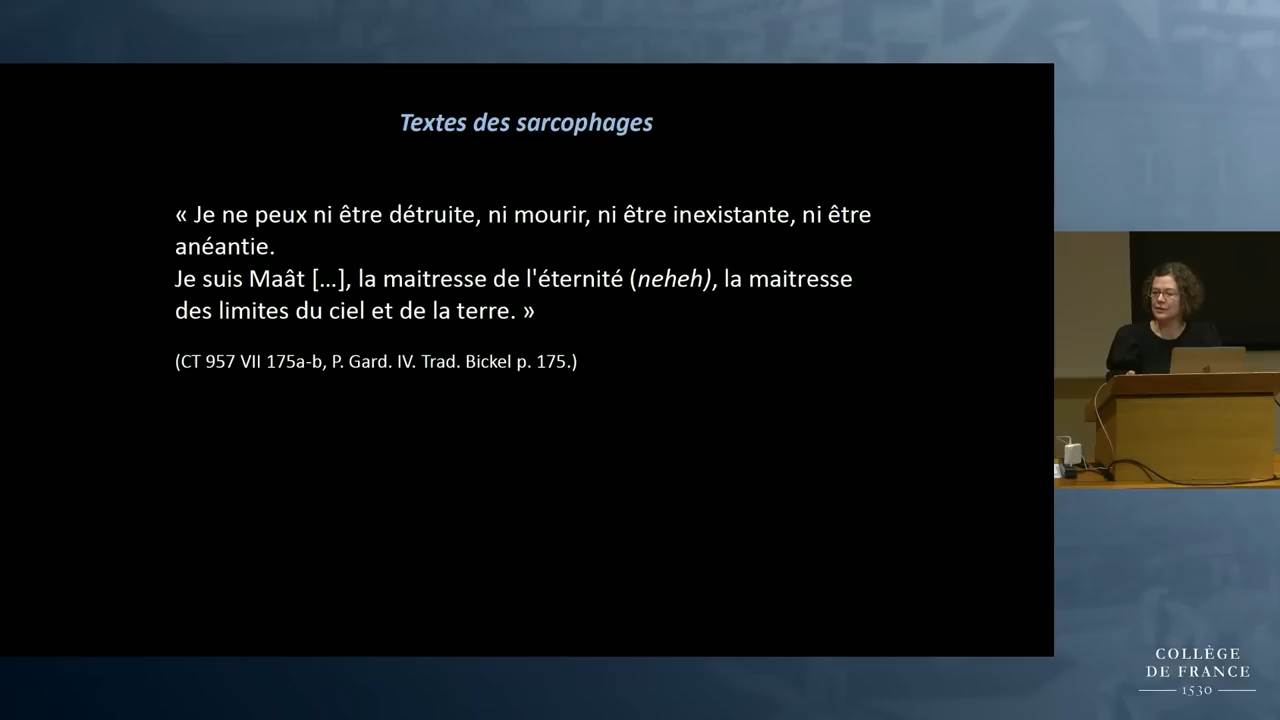 Textes des sarcophages
« Je ne peux ni être détruite, ni mourir, ni être inexistante, ni être
anéantie.
Je suis Maât [...], la maitresse de l'éternité (neheh), la maitresse
des limites du ciel et de la terre. »
(CT 957 VII 175a-b, P. Gard. IV. Trad. Bickel p. 175.)
COLLÈGE
DE FRANCE
1530